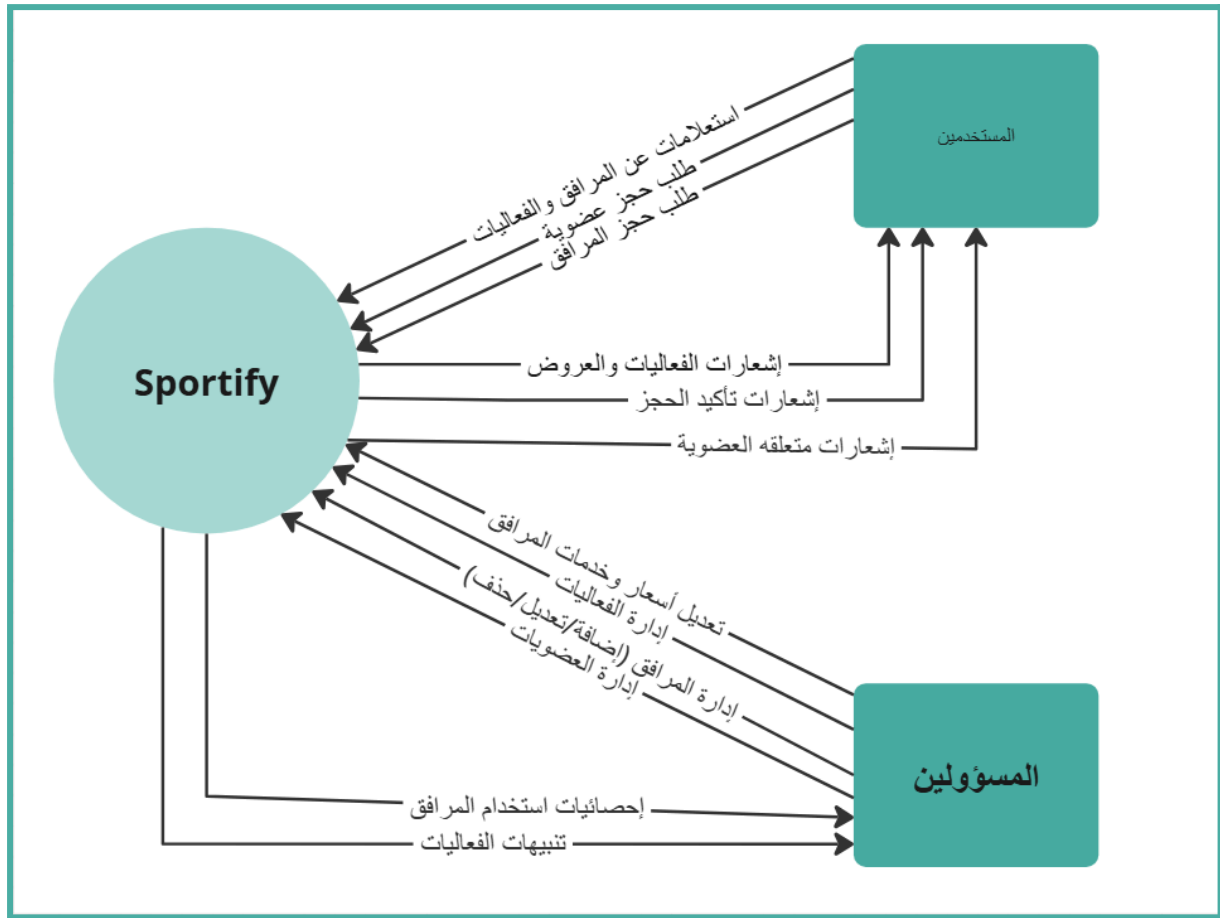 المستخدمين
استعلامات عن المرافق والفعاليات
طلب حجز عضوية
طلب حجز المرافق
إشعارات الفعاليات والعروض
إشعارات تأكيد الحجز
إشعارات متعلقه العضوية
Sportify
تعديل أسعار وخدمات المرافق
إدارة الفعاليات
إدارة المرافق (إضافة/تعديل/حذف)
إدارة العضويات
المسؤولين
إحصائيات استخدام المرافق
تنبيهات الفعاليات